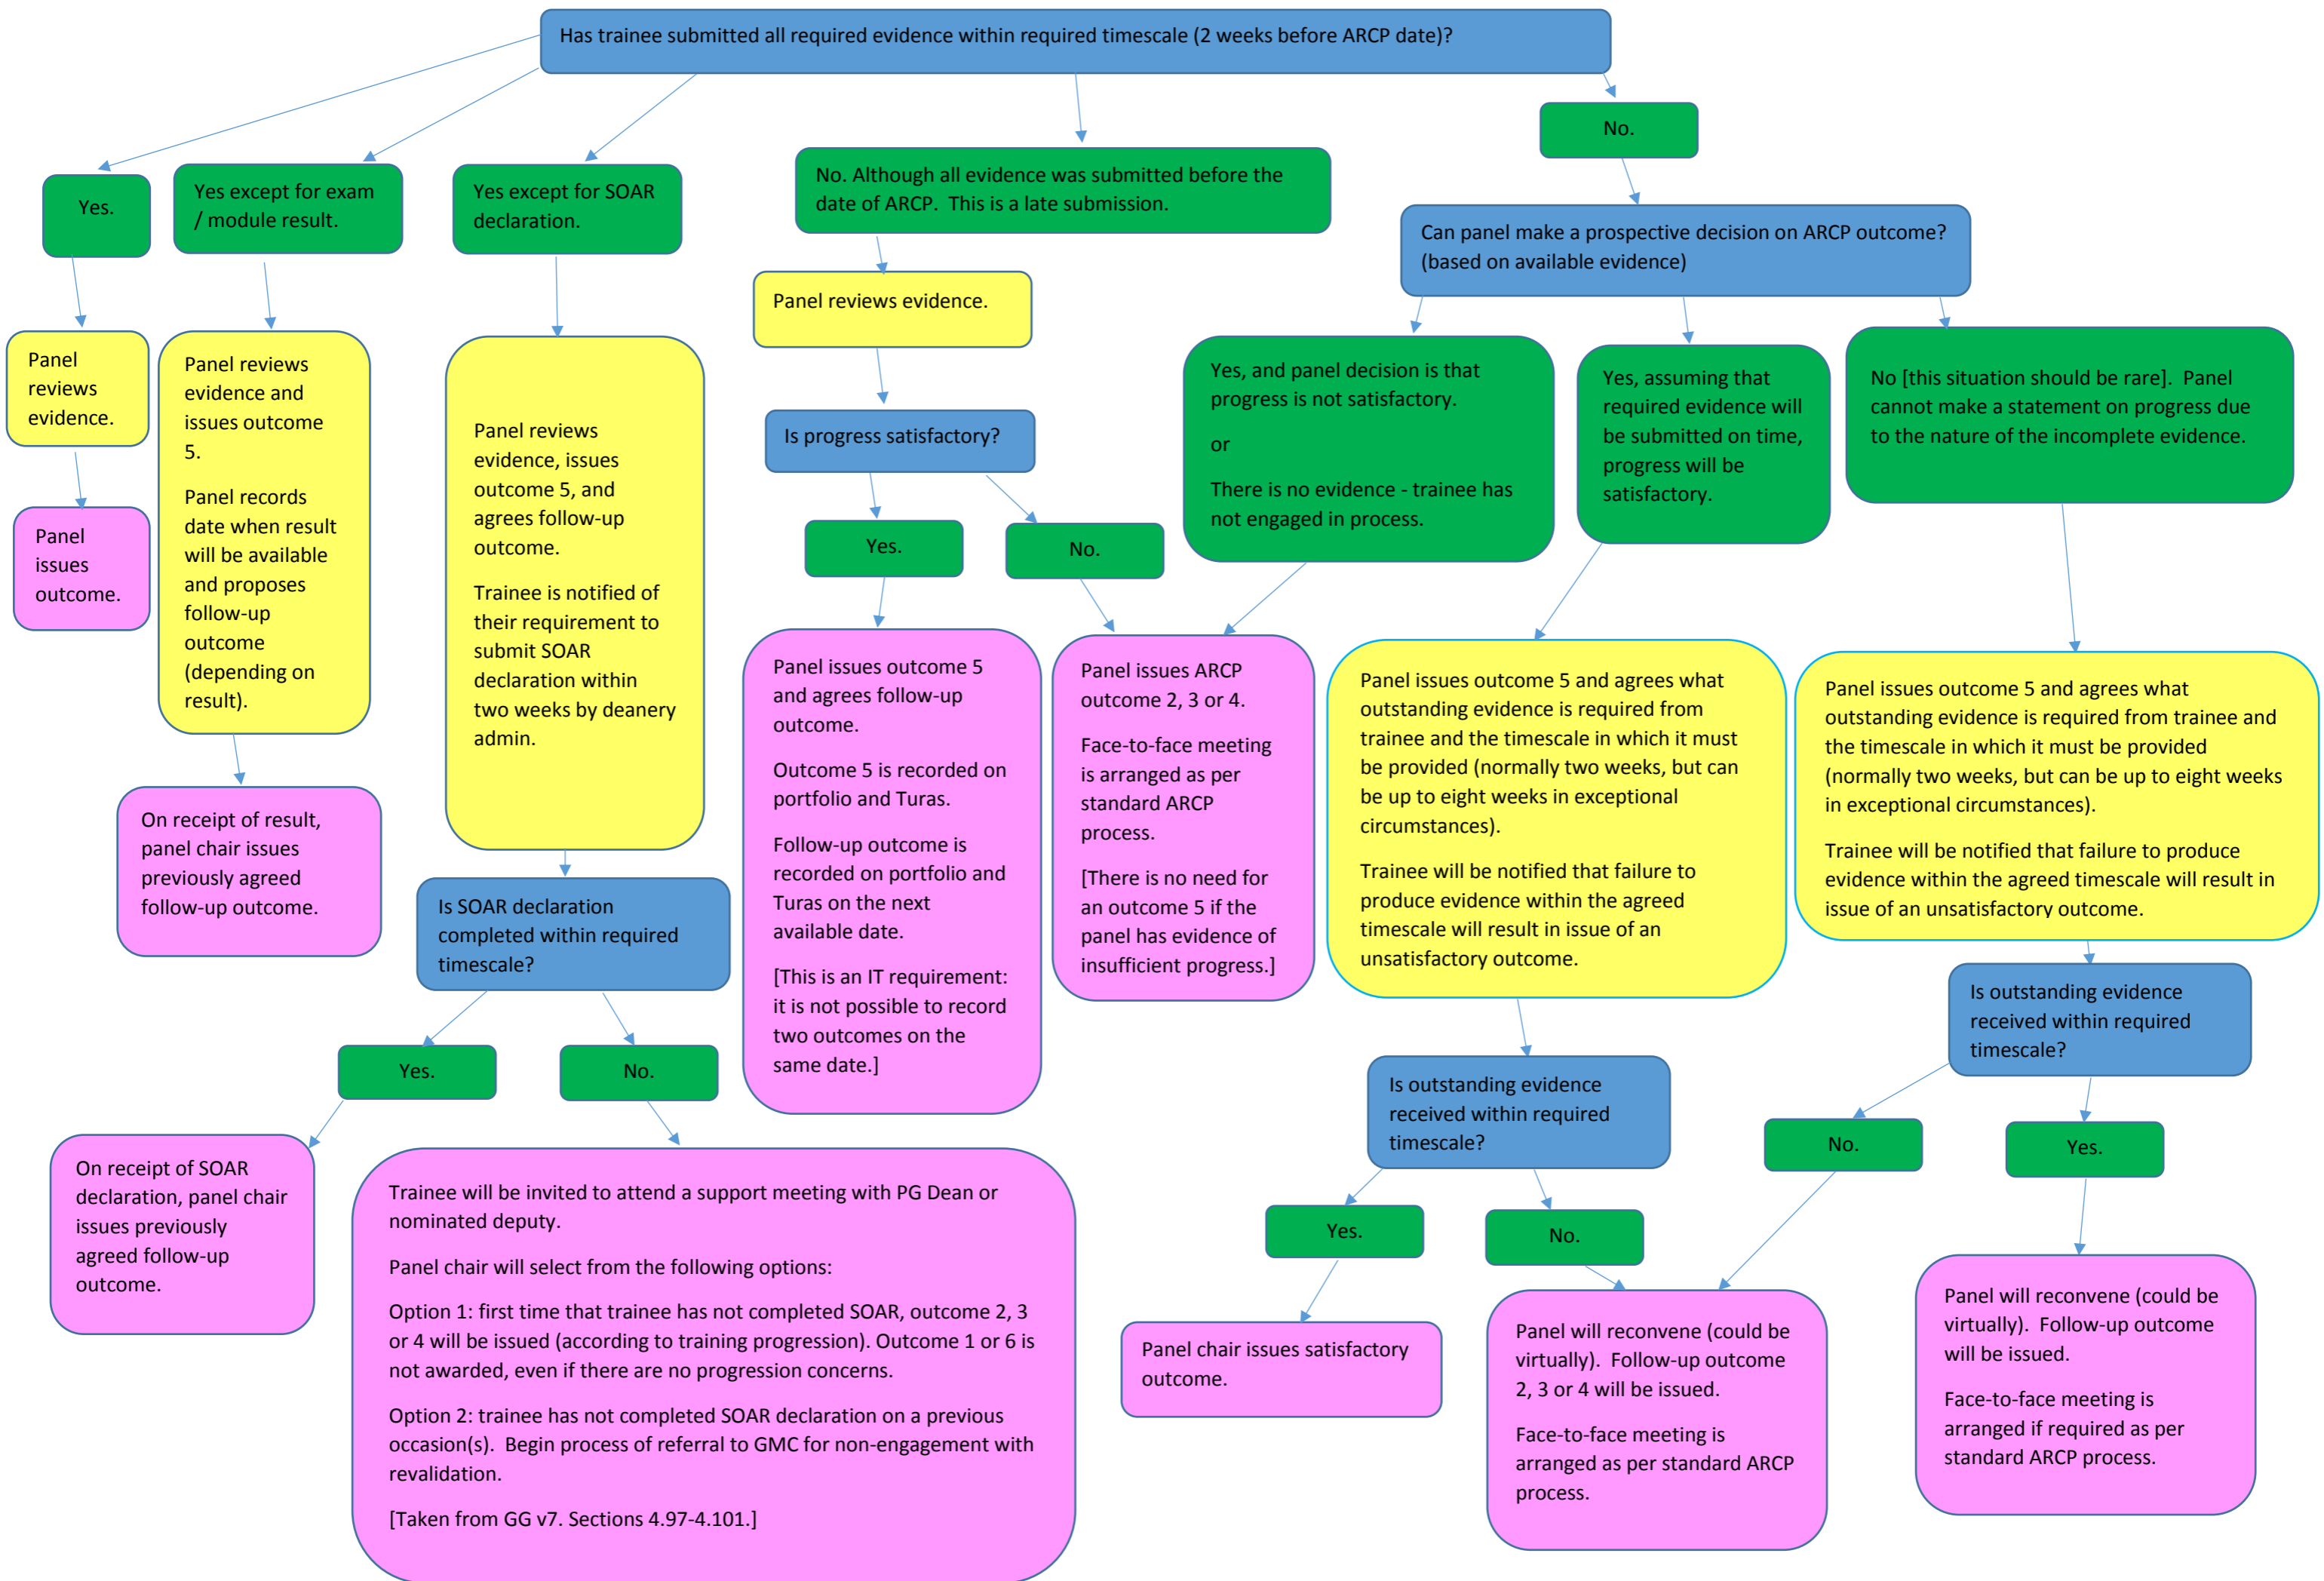 Has trainee submitted all required evidence within required timescale (2 weeks before ARCP date)?
Yes.
Yes except for exam
/ module result.
Yes except for SOAR
declaration.
No. Although all evidence was submitted before the
date of ARCP.  This is a late submission.
No.
Can panel make a prospective decision on ARCP outcome?
(based on available evidence)
Panel
reviews
evidence.
Panel
issues
outcome.
Panel reviews
evidence and
issues outcome
5.
Panel records
date when result
will be available
and proposes
follow-up
outcome
(depending on
result).
On receipt of result,
panel chair issues
previously agreed
follow-up outcome.
Panel reviews
evidence, issues
outcome 5, and
agrees follow-up
outcome.
Trainee is notified of
their requirement to
submit SOAR
declaration within
two weeks by deanery
admin.
Is SOAR declaration
completed within required
timescale?
Yes.
No.
On receipt of SOAR
declaration, panel chair
issues previously
agreed follow-up
outcome.
Trainee will be invited to attend a support meeting with PG Dean or
nominated deputy.
Panel chair will select from the following options:
Option 1: first time that trainee has not completed SOAR, outcome 2, 3
or 4 will be issued (according to training progression). Outcome 1 or 6 is
not awarded, even if there are no progression concerns.
Option 2: trainee has not completed SOAR declaration on a previous
occasion(s).  Begin process of referral to GMC for non-engagement with
revalidation.
[Taken from GG v7. Sections 4.97-4.101.]
Panel reviews evidence.
Is progress satisfactory?
Yes.
No.
Panel issues outcome 5
and agrees follow-up
outcome.
Outcome 5 is recorded on
portfolio and Turas.
Follow-up outcome is
recorded on portfolio and
Turas on the next
available date.
[This is an IT requirement:
it is not possible to record
two outcomes on the
same date.]
Panel issues ARCP
outcome 2, 3 or 4.
Face-to-face meeting
is arranged as per
standard ARCP
process.
[There is no need for
an outcome 5 if the
panel has evidence of
insufficient progress.]
Yes, and panel decision is that
progress is not satisfactory.
or
There is no evidence - trainee has
not engaged in process.
Yes, assuming that
required evidence will
be submitted on time,
progress will be
satisfactory.
No [this situation should be rare].  Panel
cannot make a statement on progress due
to the nature of the incomplete evidence.
Panel issues outcome 5 and agrees what
outstanding evidence is required from
trainee and the timescale in which it must
be provided (normally two weeks, but can
be up to eight weeks in exceptional
circumstances).
Trainee will be notified that failure to
produce evidence within the agreed
timescale will result in issue of an
unsatisfactory outcome.
Is outstanding evidence
received within required
timescale?
Yes.
No.
Panel chair issues satisfactory
outcome.
Panel will reconvene (could be
virtually).  Follow-up outcome
2, 3 or 4 will be issued.
Face-to-face meeting is
arranged as per standard ARCP
process.
Panel issues outcome 5 and agrees what
outstanding evidence is required from trainee and
the timescale in which it must be provided
(normally two weeks, but can be up to eight weeks
in exceptional circumstances).
Trainee will be notified that failure to produce
evidence within the agreed timescale will result in
issue of an unsatisfactory outcome.
Is outstanding evidence
received within required
timescale?
No.
Yes.
Panel will reconvene (could be
virtually).  Follow-up outcome
will be issued.
Face-to-face meeting is
arranged if required as per
standard ARCP process.